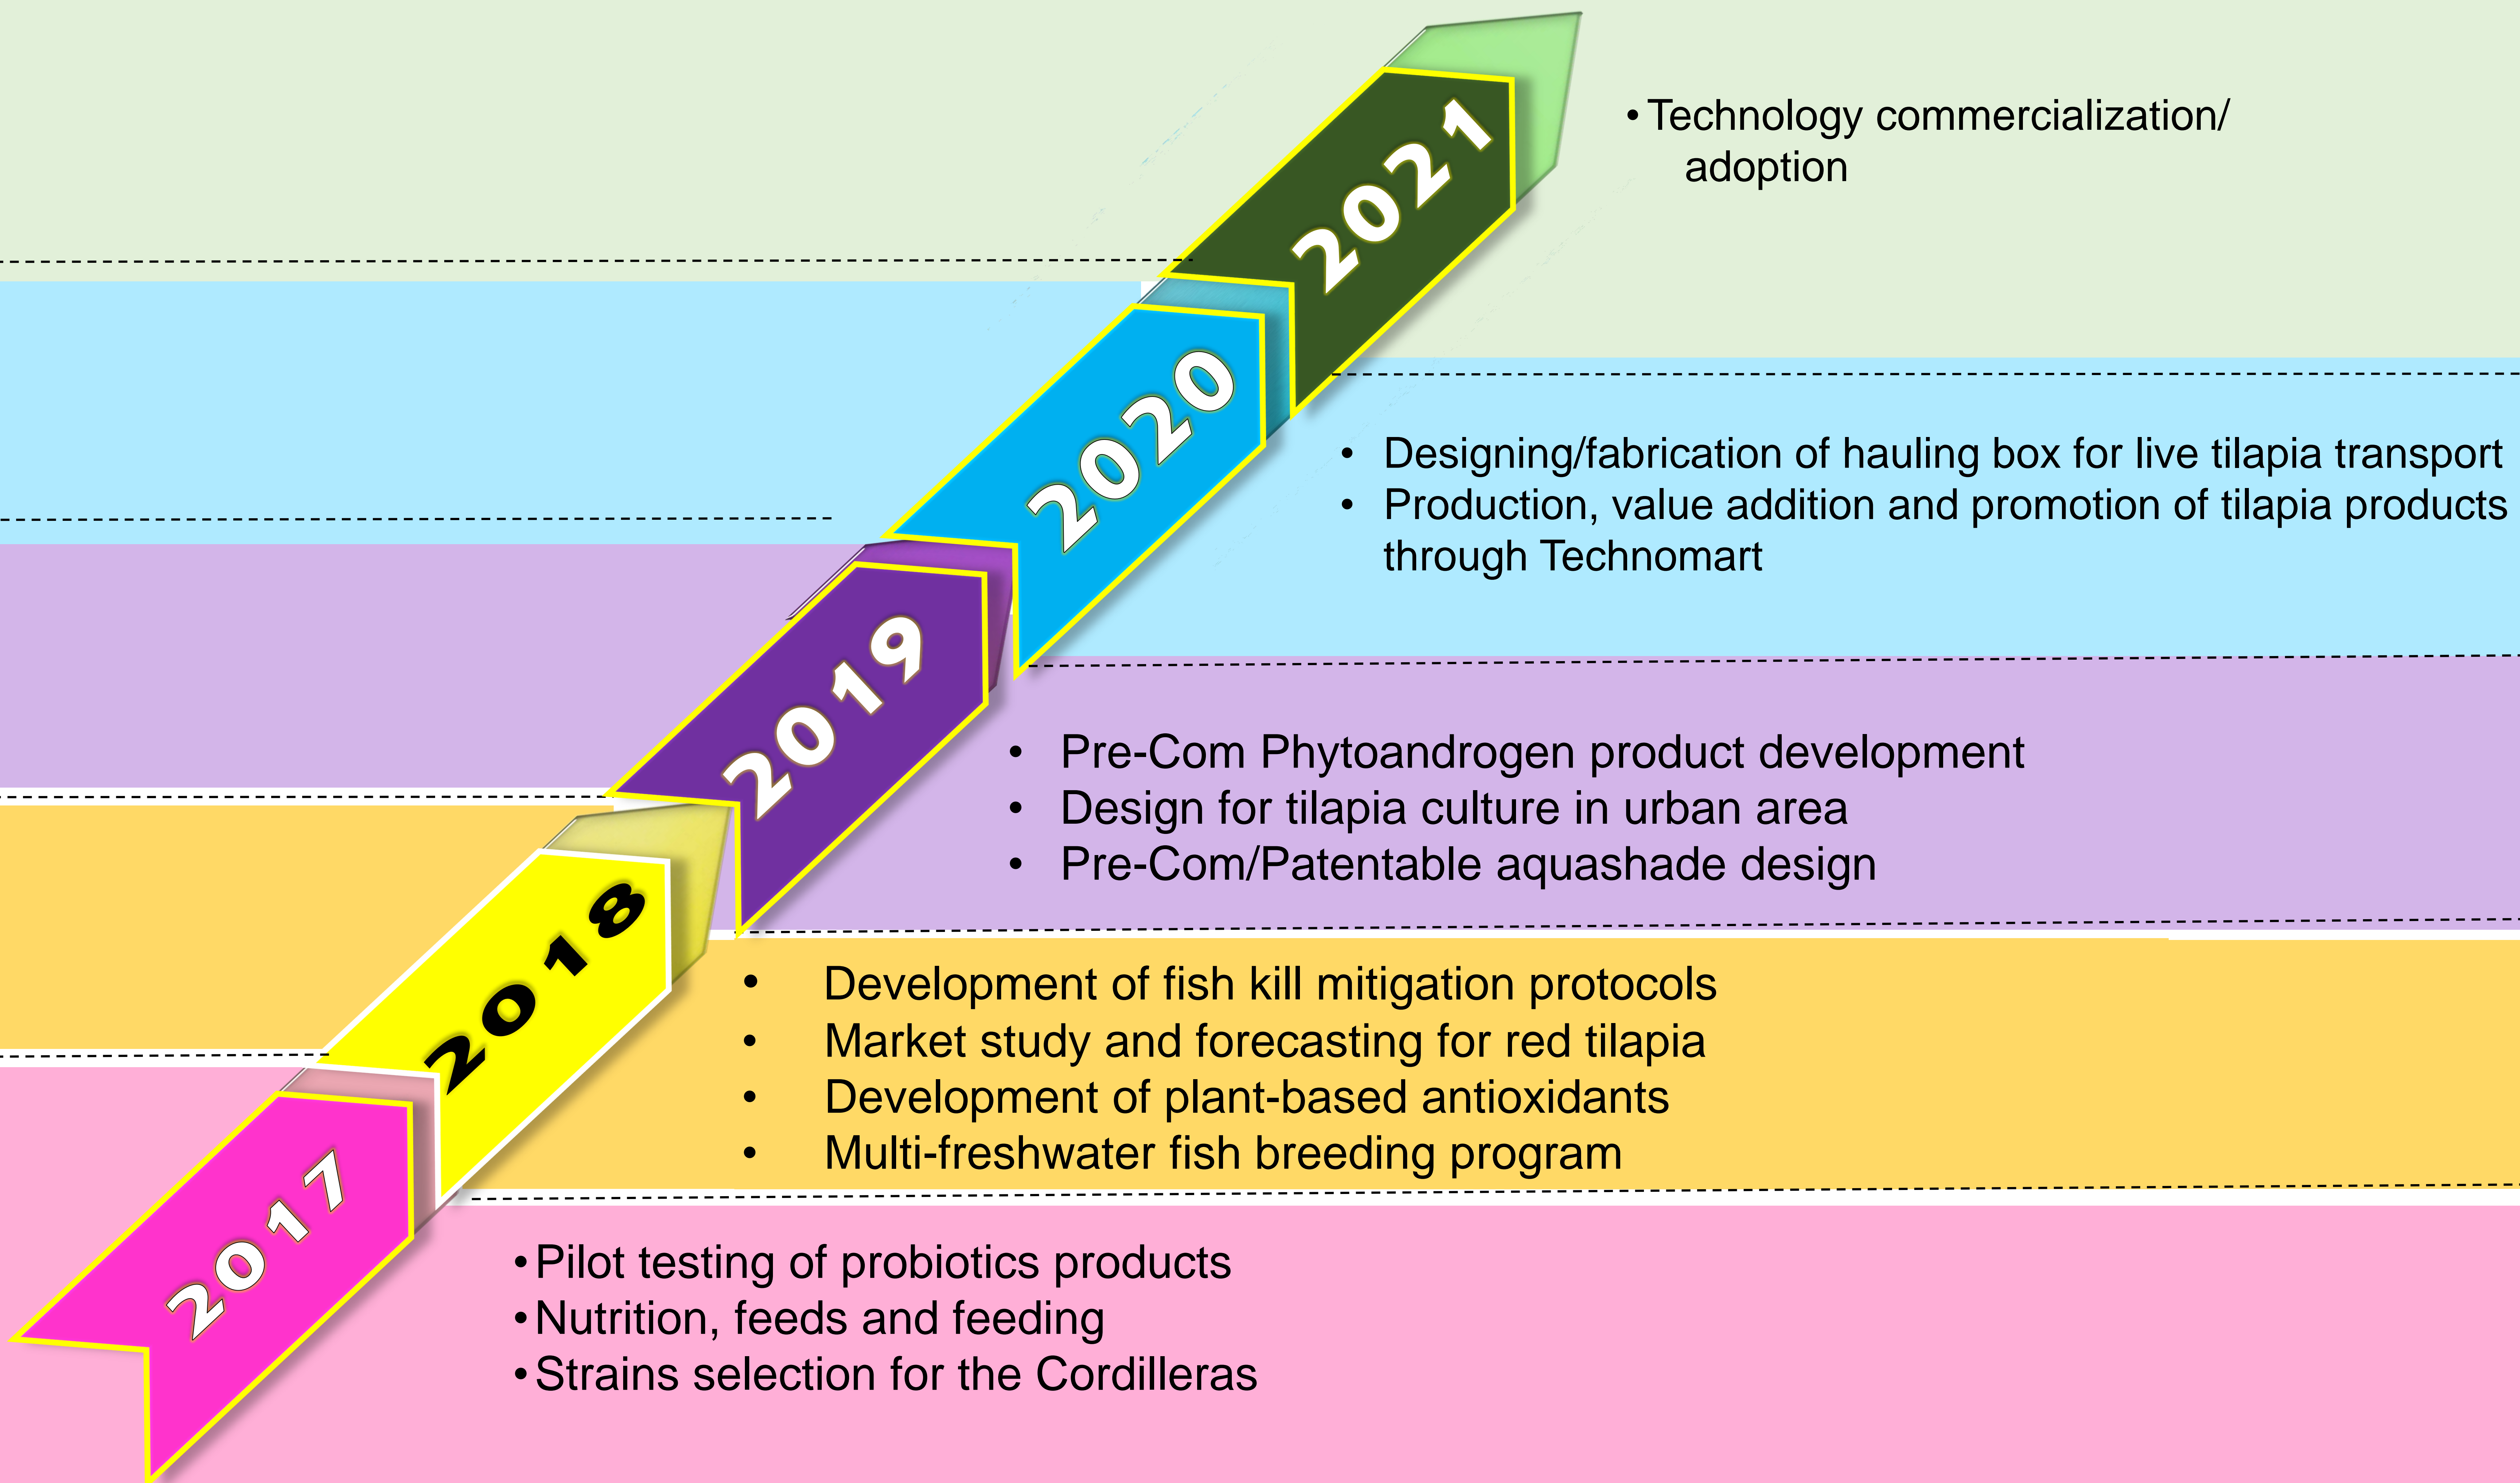 2021
• Technology commercialization/
adoption
2020
• Designing/fabrication of hauling box for live tilapia transport
• Production, value addition and promotion of tilapia products
through Technomart
2019
• Pre-Com Phytoandrogen product development
• Design for tilapia culture in urban area
• Pre-Com/Patentable aquashade design
2018
• Development of fish kill mitigation protocols
• Market study and forecasting for red tilapia
• Development of plant-based antioxidants
• Multi-freshwater fish breeding program
2017
• Pilot testing of probiotics products
• Nutrition, feeds and feeding
• Strains selection for the Cordilleras